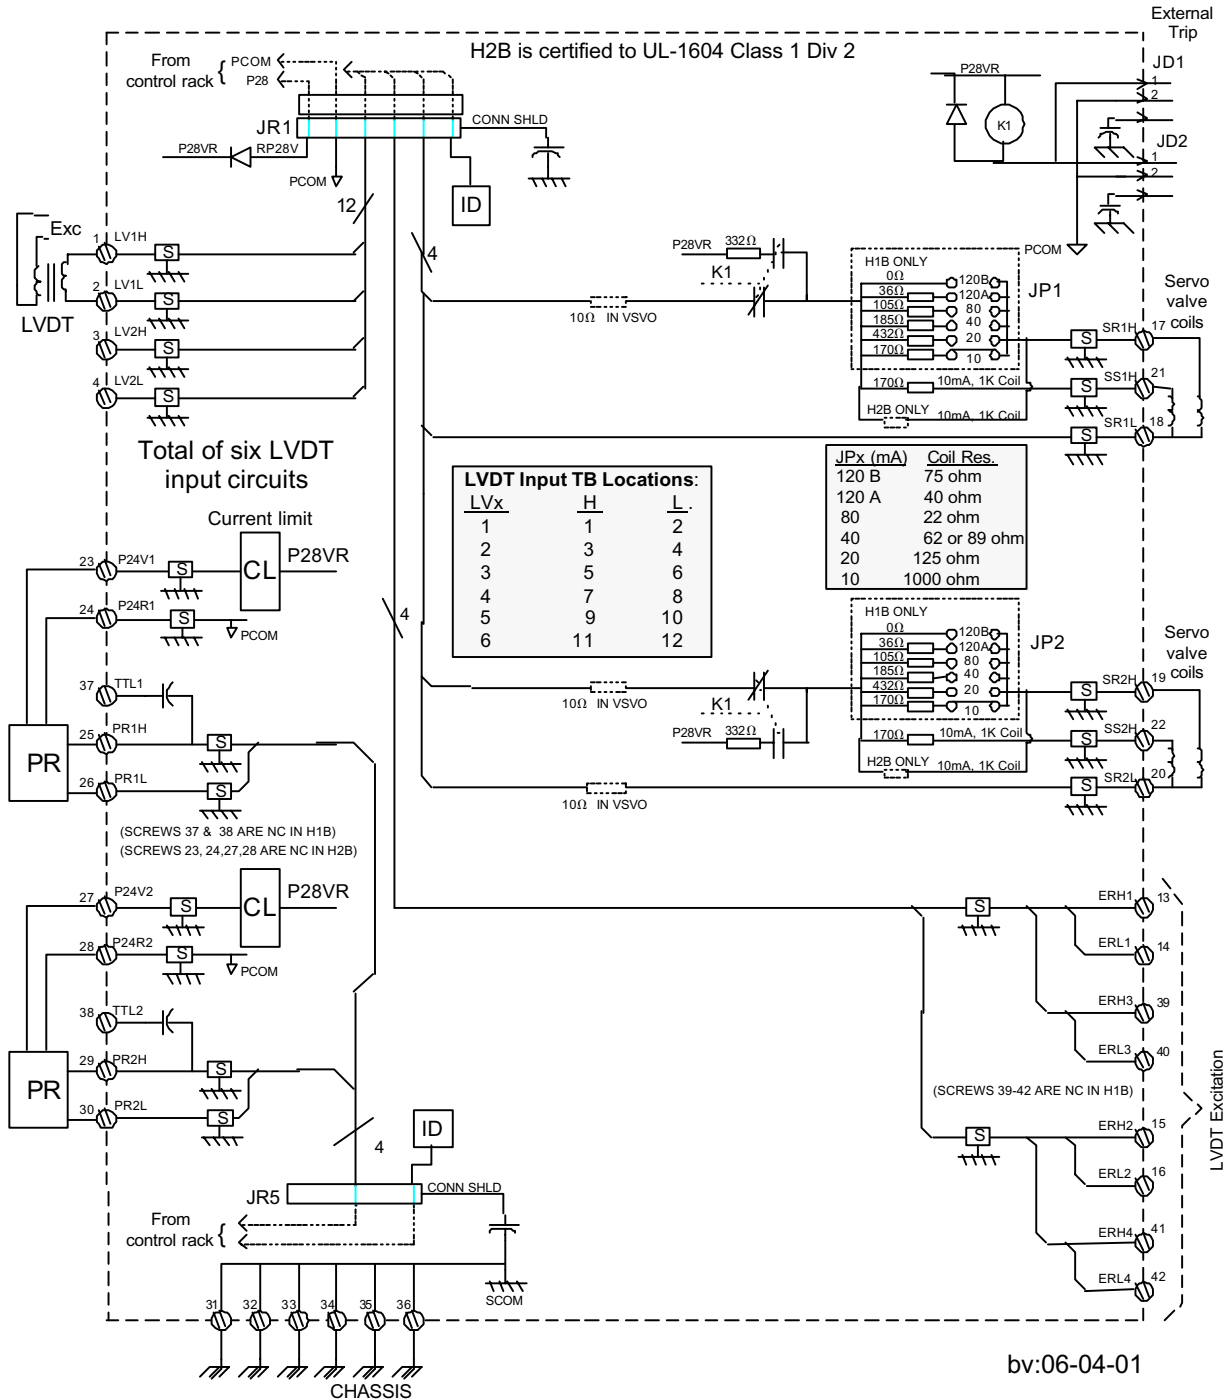 External
Trip
H2B is certified to UL-1604 Class 1 Div 2
From
control rack {
PCOM
P28
JR1
CONN SHLD
P28VR
RP28V
PCOM
ID
12
4
P28VR
K1
JD1
1
2
JD2
1
2
PCOM
Exc
LVDT
1 LV1H S
2 LV1L S
3 LV2H S
4 LV2L S
Total of six LVDT
input circuits
P28VR 332Ω
K1
10Ω IN VSVO
H1B ONLY
0Ω 120B
36Ω 120A
105Ω 80
185Ω 40
432Ω 20
170Ω 10
JP1
170Ω 10mA, 1K Coil
H2B ONLY 10mA, 1K Coil
Servo
valve
coils
S SR1H 17
S SS1H 21
S SR1L 18
LVDT Input TB Locations:
LVx H L .
1 1 2
2 3 4
3 5 6
4 7 8
5 9 10
6 11 12
JPx (mA) Coil Res.
120 B 75 ohm
120 A 40 ohm
80 22 ohm
40 62 or 89 ohm
20 125 ohm
10 1000 ohm
Current limit
23 P24V1 S CL P28VR
24 P24R1 S PCOM
37 TTL1
25 PR1H S
PR
26 PR1L S
4
(SCREWS 37 & 38 ARE NC IN H1B)
(SCREWS 23, 24,27,28 ARE NC IN H2B)
H1B ONLY
0Ω 120B
36Ω 120A
105Ω 80
185Ω 40
432Ω 20
170Ω 10
JP2
10Ω IN VSVO
K1
P28VR 332Ω
170Ω 10mA, 1K Coil
H2B ONLY 10mA, 1K Coil
10Ω IN VSVO
Servo
valve
coils
S SR2H 19
S SS2H 22
S SR2L 20
27 P24V2 S CL P28VR
28 P24R2 S PCOM
38 TTL2
29 PR2H S
PR
30 PR2L S
4
ID
JR5
CONN SHLD
From
control rack {
SCOM
31 32 33 34 35 36
CHASSIS
S ERH1 13
ERL1 14
ERH3 39
ERL3 40
(SCREWS 39-42 ARE NC IN H1B)
S ERH2 15
ERL2 16
ERH4 41
ERL4 42
LVDT Excitation
bv:06-04-01